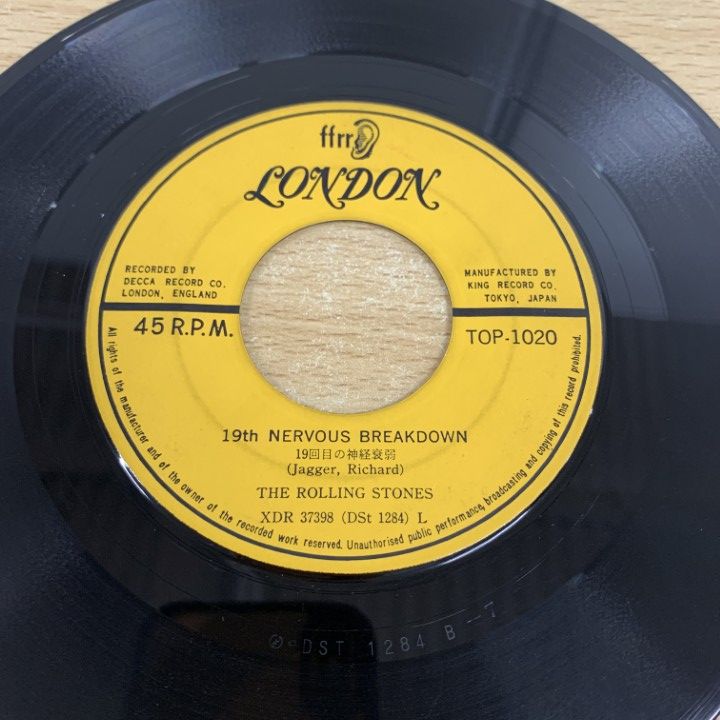 ffrr
LONDON
RECORDED BY
DECCA RECORD CO.
LONDON, ENGLAND
MANUFACTURED BY
KING RECORD CO.
TOKYO, JAPAN
45 R.P.M.
TOP-1020
19th NERVOUS BREAKDOWN
19回目の神経衰弱
(Jagger, Richard)
THE ROLLING STONES
XDR 37398 (DSt 1284) L
All rights of the manufacturer and of the owner of the recorded work reserved. Unauthorised public performance, broadcasting and copying of this record prohibited.
DST 1284 B-7